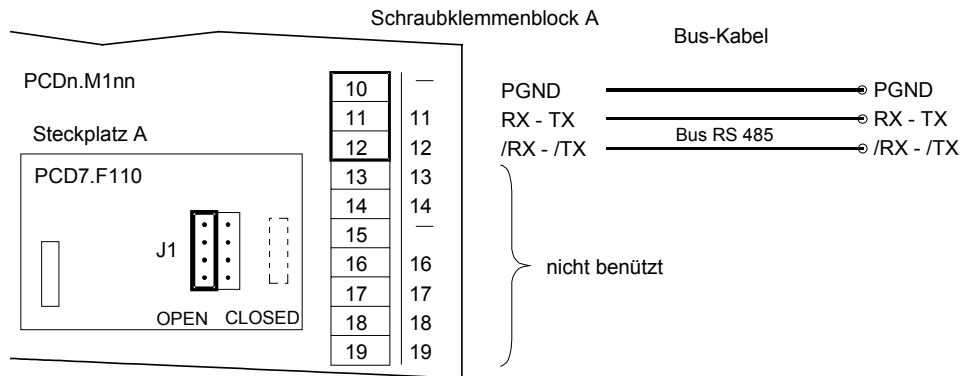 Schraubklemmenblock A
Bus-Kabel
PCDn.M1nn
Steckplatz A
PCD7.F110
J1
OPEN CLOSED
10 —
11 11
12 12
13 13
14 14
15 —
16 16
17 17
18 18
19 19
PGND PGND
RX - TX RX - TX
Bus RS 485
/RX - /TX /RX - /TX
nicht benützt